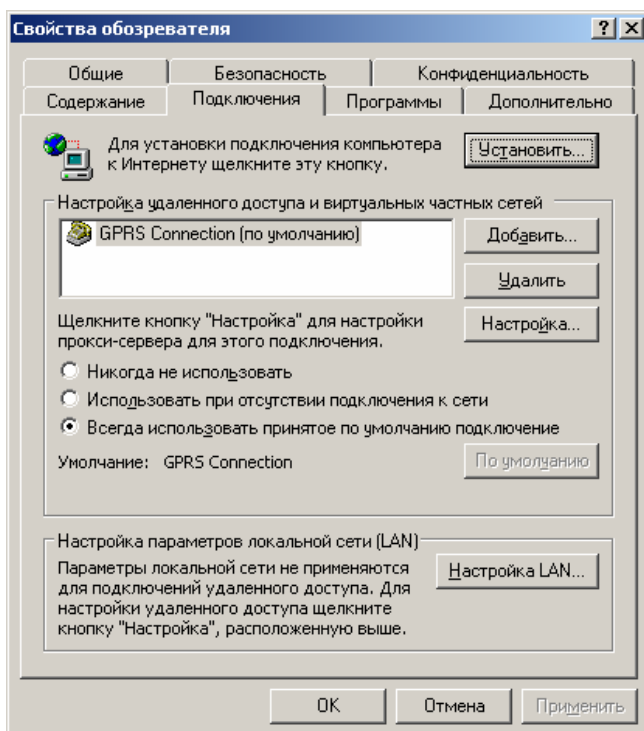 Свойства обозревателя
Общие
Безопасность
Конфиденциальность
Содержание
Подключения
Программы
Дополнительно
Для установки подключения компьютера
к Интернету щелкните эту кнопку.
Установить...
Настройка удаленного доступа и виртуальных частных сетей
GPRS Connection (по умолчанию)
Добавить...
Удалить
Щелкните кнопку "Настройка" для настройки
прокси-сервера для этого подключения.
Настройка...
Никогда не использовать
Использовать при отсутствии подключения к сети
Всегда использовать принятое по умолчанию подключение
Умолчание: GPRS Connection
По умолчанию
Настройка параметров локальной сети (LAN)
Параметры локальной сети не применяются
для подключений удаленного доступа. Для
настройки удаленного доступа щелкните
кнопку "Настройка", расположенную выше.
Настройка LAN...
OK
Отмена
Применить